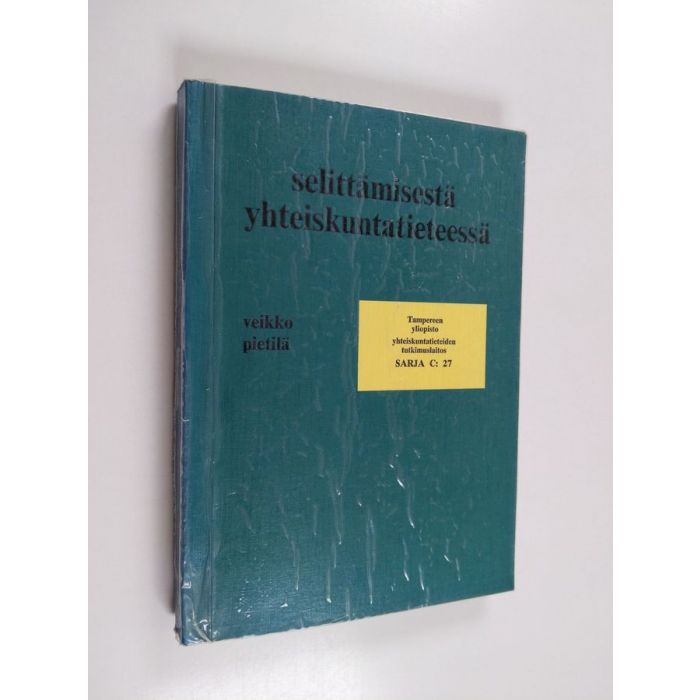 selittämisestä
yhteiskuntatieteessä
veikko
pietilä
Tampereen
yliopisto
yhteiskuntatieteiden
tutkimuslaitos
SARJA C: 27